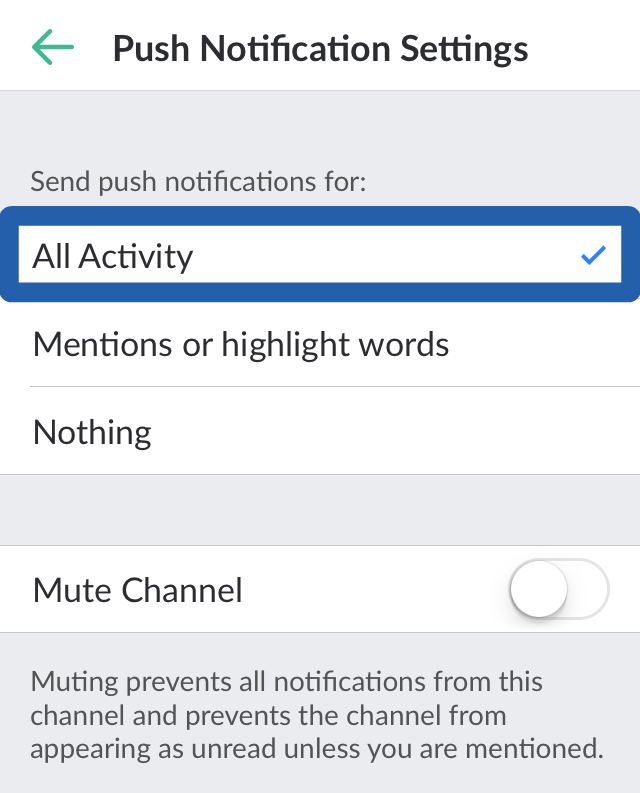 Push Notification Settings
Send push notifications for:
All Activity
Mentions or highlight words
Nothing
Mute Channel
Muting prevents all notifications from this
channel and prevents the channel from
appearing as unread unless you are mentioned.